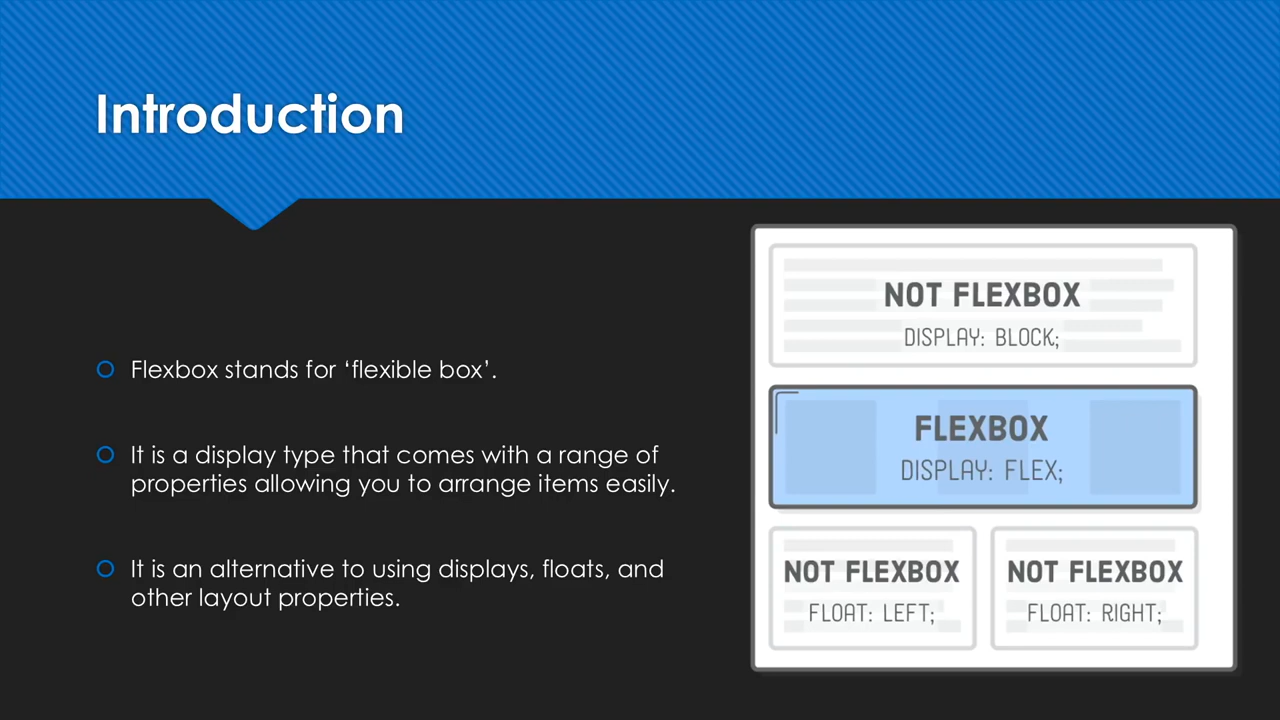 Introduction
Flexbox stands for ‘flexible box’.
It is a display type that comes with a range of
properties allowing you to arrange items easily.
It is an alternative to using displays, floats, and
other layout properties.
NOT FLEXBOX
DISPLAY: BLOCK;
FLEXBOX
DISPLAY: FLEX;
NOT FLEXBOX
FLOAT: LEFT;
NOT FLEXBOX
FLOAT: RIGHT;